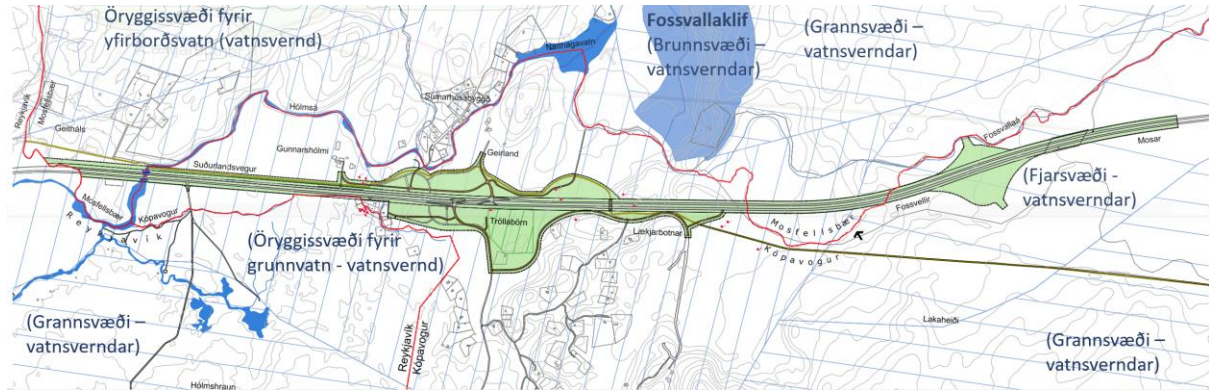 Öryggissvæði fyrir
yfirborðsvatn (vatnsvernd)
Fossvallaklif
(Brunnsvæði –
vatnsverndar)
(Grannsvæði –
vatnsverndar)
Nátthagavatn
Sumarhúsabyggð
Hólmsá
Reykjavík
Mosfellsbær
Geitháls
Gunnarshólmi
Geirland
Suðurlandsvegur
Fossvallaá
Mosar
(Fjarsvæði -
vatnsverndar)
Fossvellir
Mosfellsbær
Kópavogur
Reykjavík
Tröllabörn
Lækjarbotnar
Mosfellsbær
Kópavogur
(Öryggissvæði fyrir
grunnvatn - vatnsvernd)
(Grannsvæði –
vatnsverndar)
Reykjavík
Kópavogur
Lakaheiði
(Grannsvæði –
vatnsverndar)
Hólmshraun